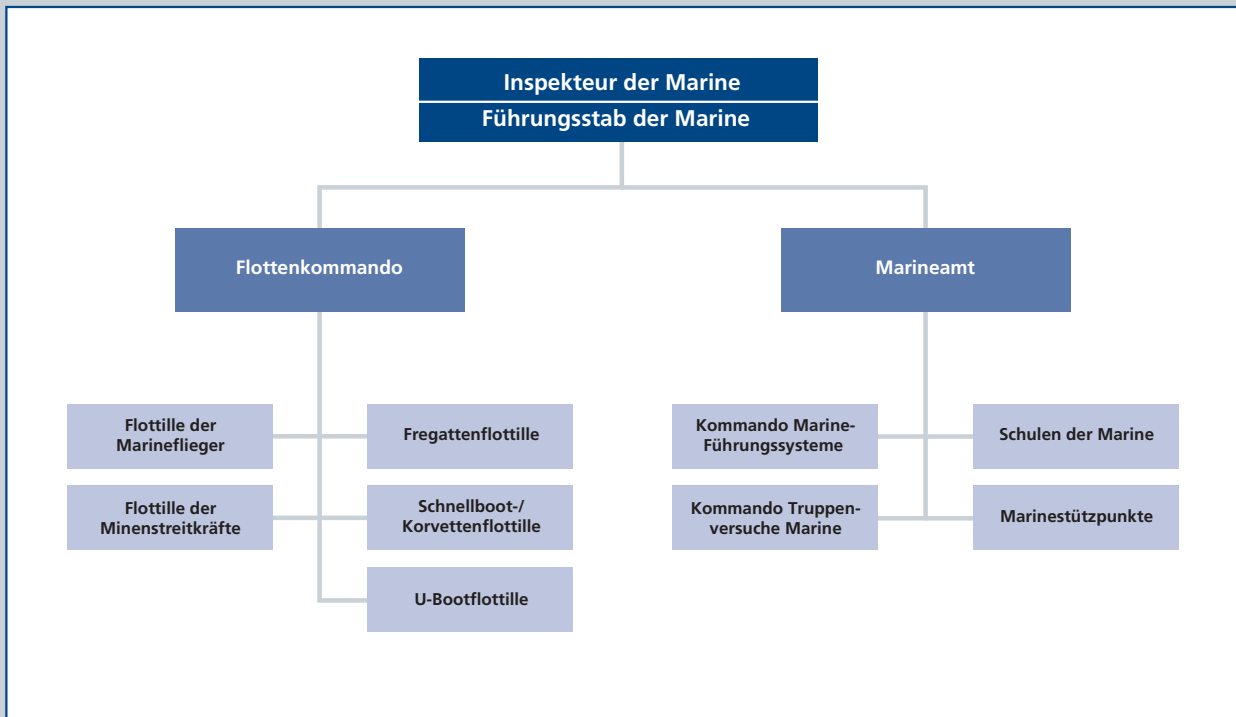 Inspekteur der Marine
Führungsstab der Marine
Flottenkommando
Marineamt
Flottille der
Marineflieger
Fregattenflottille
Kommando Marine-
Führungssysteme
Schulen der Marine
Flottille der
Minenstreitkräfte
Schnellboot-/
Korvettenflottille
Kommando Truppen-
versuche Marine
Marinestützpunkte
U-Bootflottille